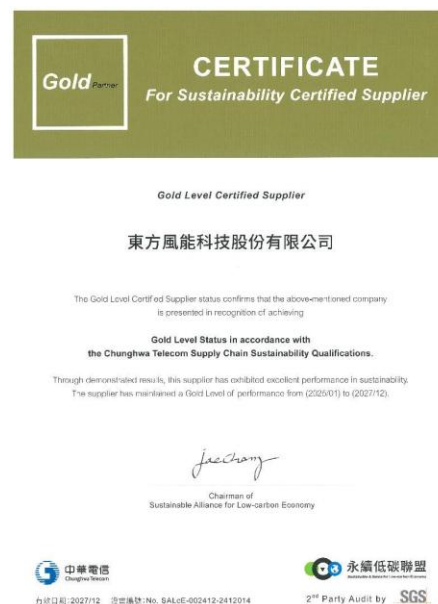 Gold Partner
CERTIFICATE
For Sustainability Certified Supplier
Gold Level Certified Supplier
東方風能科技股份有限公司
The Gold Level Certified Supplier status confirms that the above-mentioned company
is presented in recognition of achieving
Gold Level Status in accordance with
the Chunghwa Telecom Supply Chain Sustainability Qualifications.
Through demonstrated results, this supplier has exhibited excellent performance in sustainability.
The supplier has maintained a Gold Level of performance from (2025/01) to (2027/12).
Chairman of
Sustainable Alliance for Low-carbon Economy
中華電信
Chunghwa Telecom
永續低碳聯盟
有效日期:2027/12 證書編號:No. SALcE-002412-2412014
2nd Party Audit by SGS